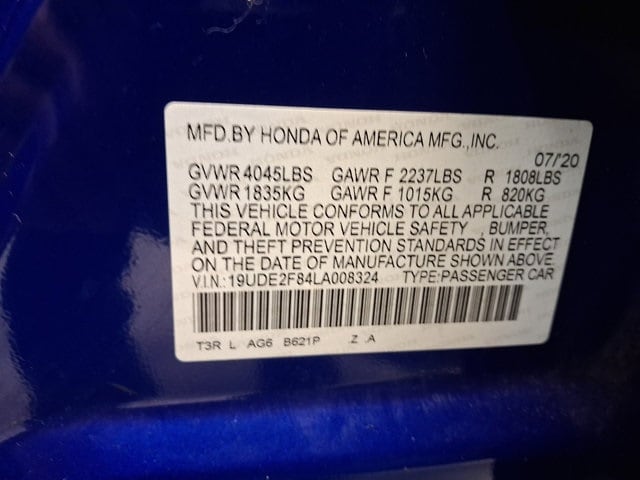 MFD.BY HONDA OF AMERICA MFG.,INC.
07/'20
GVWR 4045LBS GAWR F 2237LBS R 1808LBS
GVWR 1835KG GAWR F 1015KG R 820KG
THIS VEHICLE CONFORMS TO ALL APPLICABLE
FEDERAL MOTOR VEHICLE SAFETY , BUMPER,
AND THEFT PREVENTION STANDARDS IN EFFECT
ON THE DATE OF MANUFACTURE SHOWN ABOVE.
V.I.N.: 19UDE2F84LA008324 TYPE:PASSENGER CAR
T3R L AG6 B621P Z .A